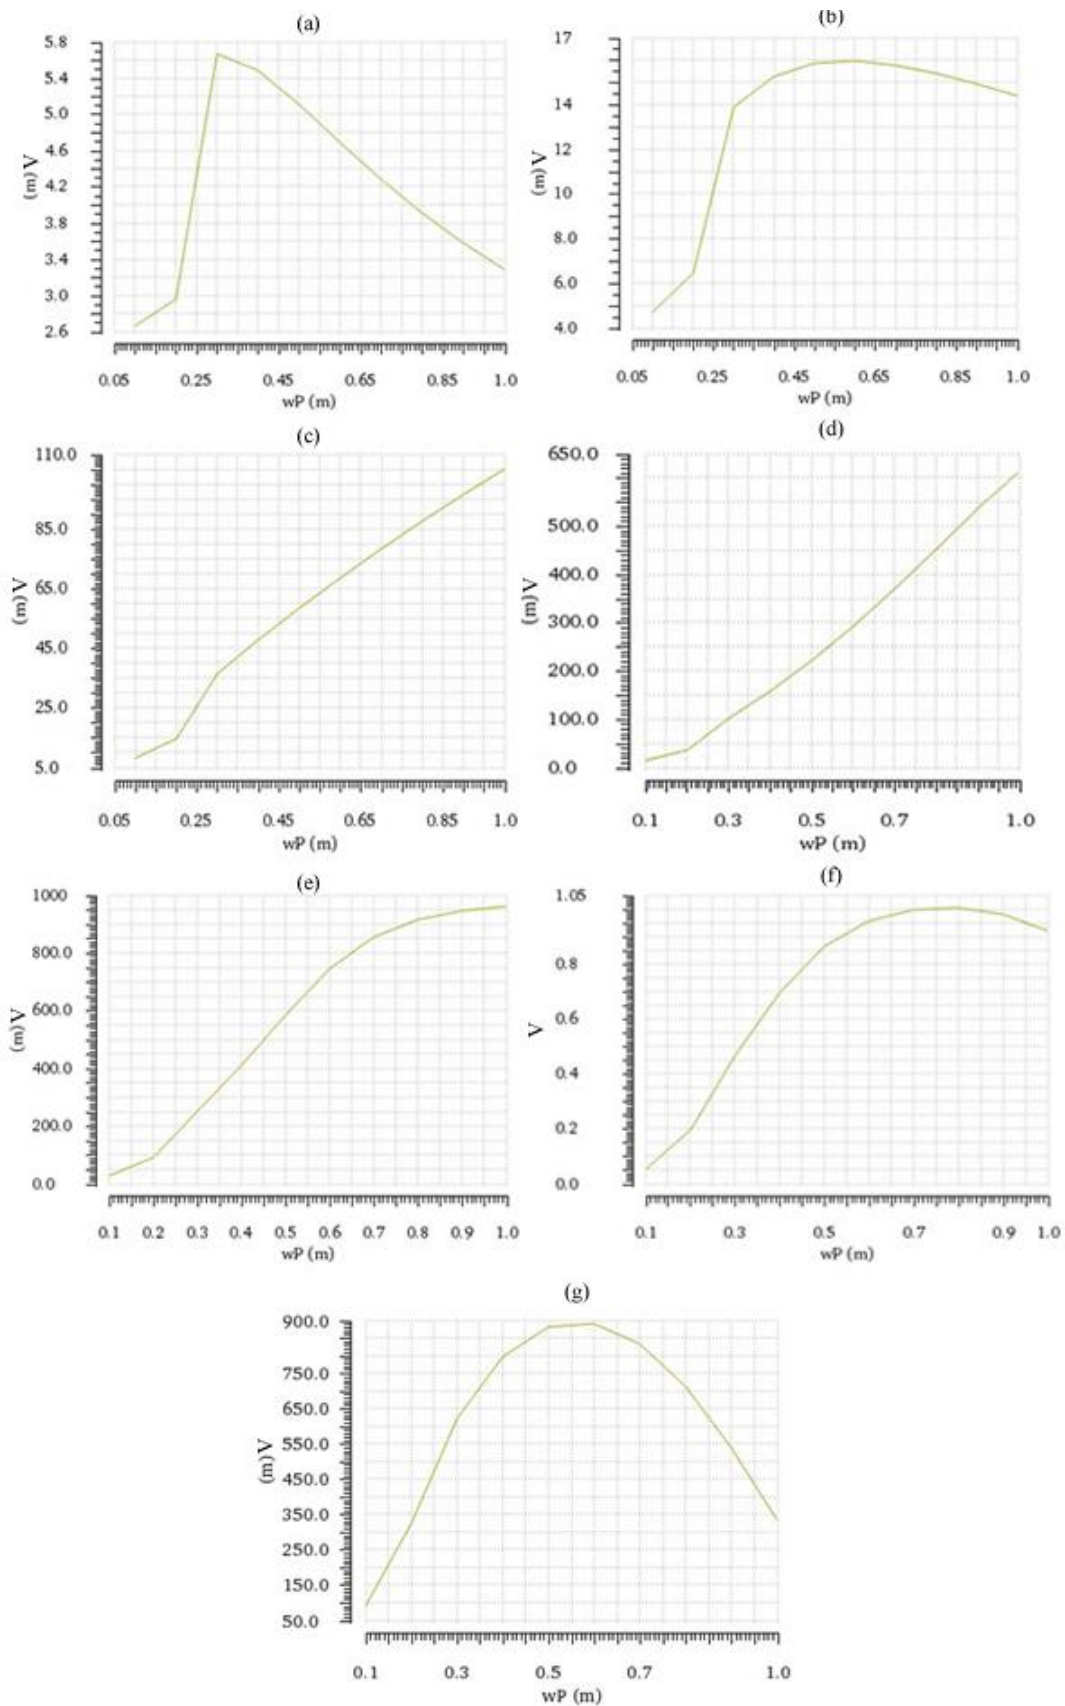 (a)
5.8
5.4
5.0
4.6
4.2
3.8
3.4
3.0
2.6
(m) V
0.05 0.25 0.45 0.65 0.85 1.0
wP (m)
(b)
17
14
12
10
8.0
6.0
4.0
(m) V
0.05 0.25 0.45 0.65 0.85 1.0
wP (m)
(c)
110.0
85.0
65.0
45.0
25.0
5.0
(m) V
0.05 0.25 0.45 0.65 0.85 1.0
wP (m)
(d)
650.0
500.0
400.0
300.0
200.0
100.0
0.0
(m) V
0.1 0.3 0.5 0.7 1.0
wP (m)
(e)
1000
800.0
600.0
400.0
200.0
0.0
(m) V
0.1 0.2 0.3 0.4 0.5 0.6 0.7 0.8 0.9 1.0
wP (m)
(f)
1.05
0.8
0.6
0.4
0.2
0.0
V
0.1 0.3 0.5 0.7 0.9 1.0
wP (m)
(g)
900.0
750.0
650.0
550.0
450.0
350.0
250.0
150.0
50.0
(m) V
0.1 0.3 0.5 0.7 1.0
wP (m)